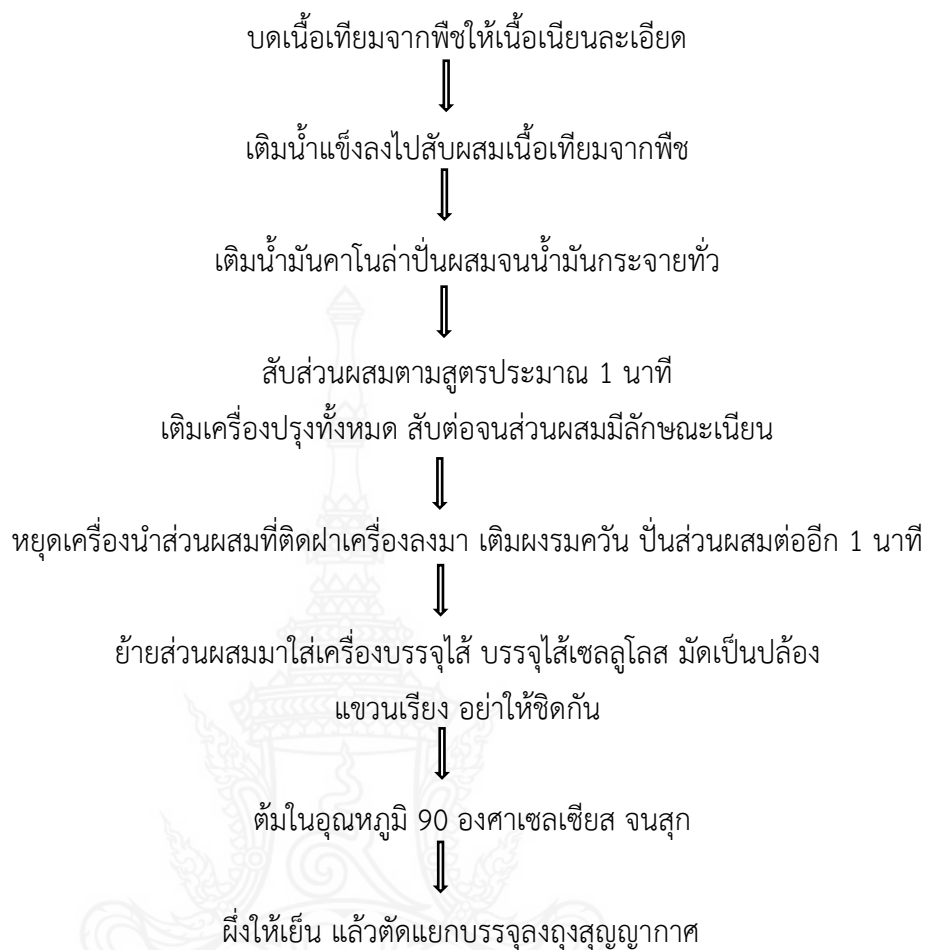 บดเนื้อเทียมจากพืชให้เนื้อเนียนละเอียด
เติมน้ำแข็งลงไปสับผสมเนื้อเทียมจากพืช
เติมน้ำมันคาโนล่าปั่นผสมจนน้ำมันกระจายทั่ว
สับส่วนผสมตามสูตรประมาณ 1 นาที
เติมเครื่องปรุงทั้งหมด สับต่อจนส่วนผสมมีลักษณะเนียน
หยุดเครื่องนำส่วนผสมที่ติดฝาเครื่องลงมา เติมผงรมควัน ปั่นส่วนผสมต่ออีก 1 นาที
ย้ายส่วนผสมมาใส่เครื่องบรรจุไส้ บรรจุไส้เซลลูโลส มัดเป็นปล้อง
แขวนเรียง อย่าให้ชิดกัน
ต้มในอุณหภูมิ 90 องศาเซลเซียส จนสุก
ผึ่งให้เย็น แล้วตัดแยกบรรจุลงถุงสุญญากาศ